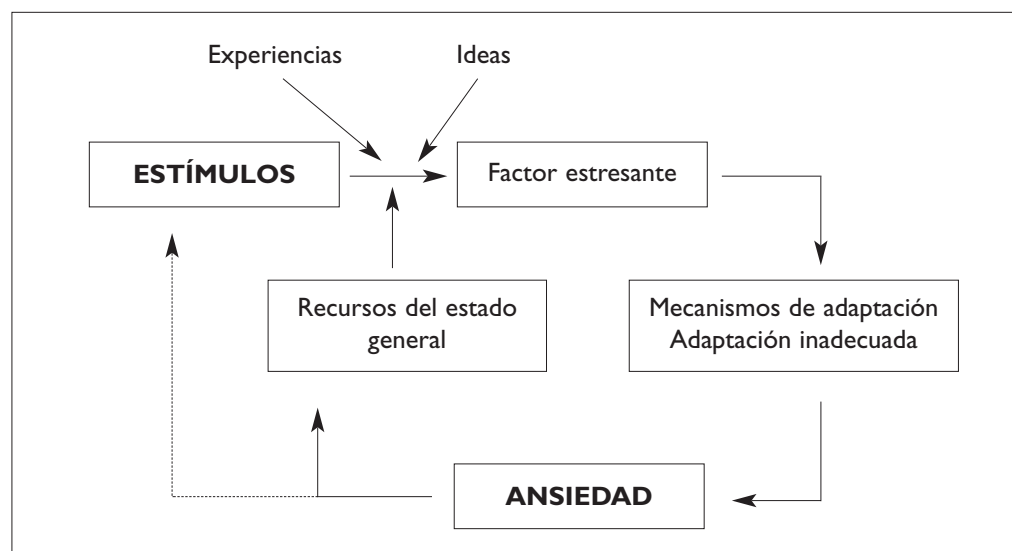 Experiencias
Ideas
ESTÍMULOS
Factor estresante
Recursos del estado
general
Mecanismos de adaptación
Adaptación inadecuada
ANSIEDAD